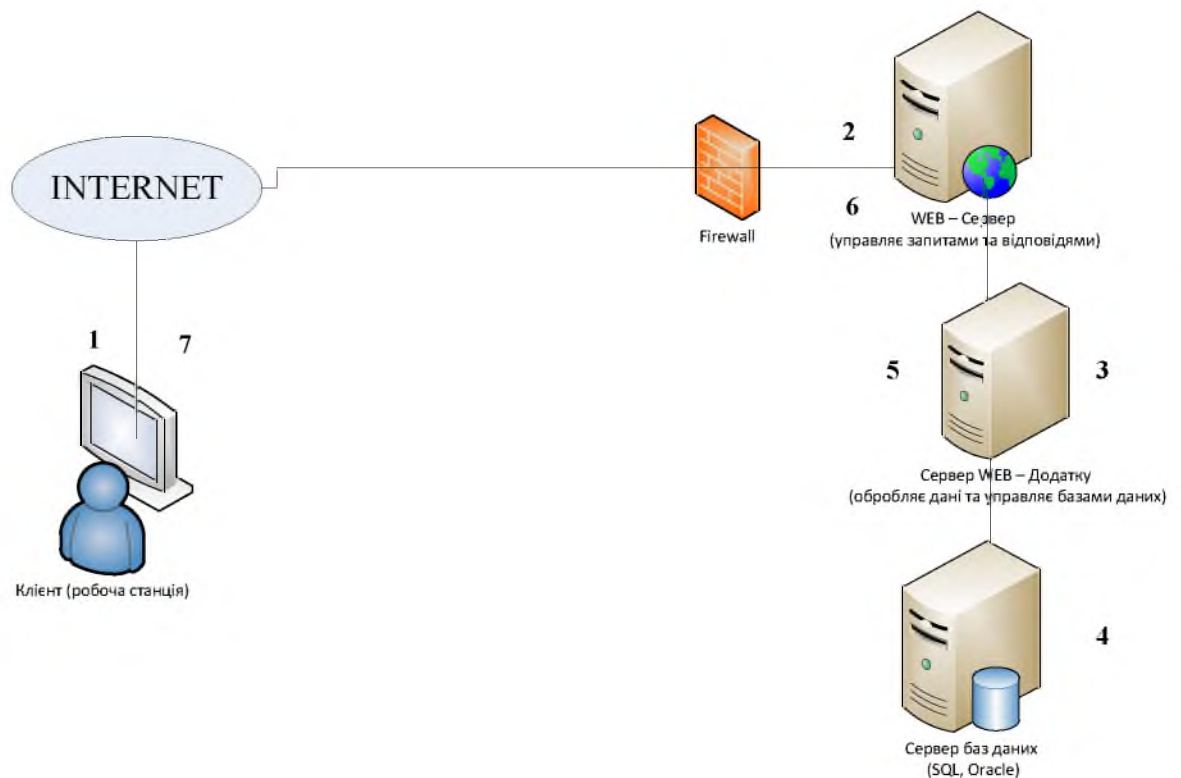 2
INTERNET
6
Firewall
WEB – Сервер
(управляє запитами та відповідями)
1
7
5
3
Сервер WEB – Додатку
(обробляє дані та управляє базами даних)
Клієнт (робоча станція)
4
Сервер баз даних
(SQL, Oracle)